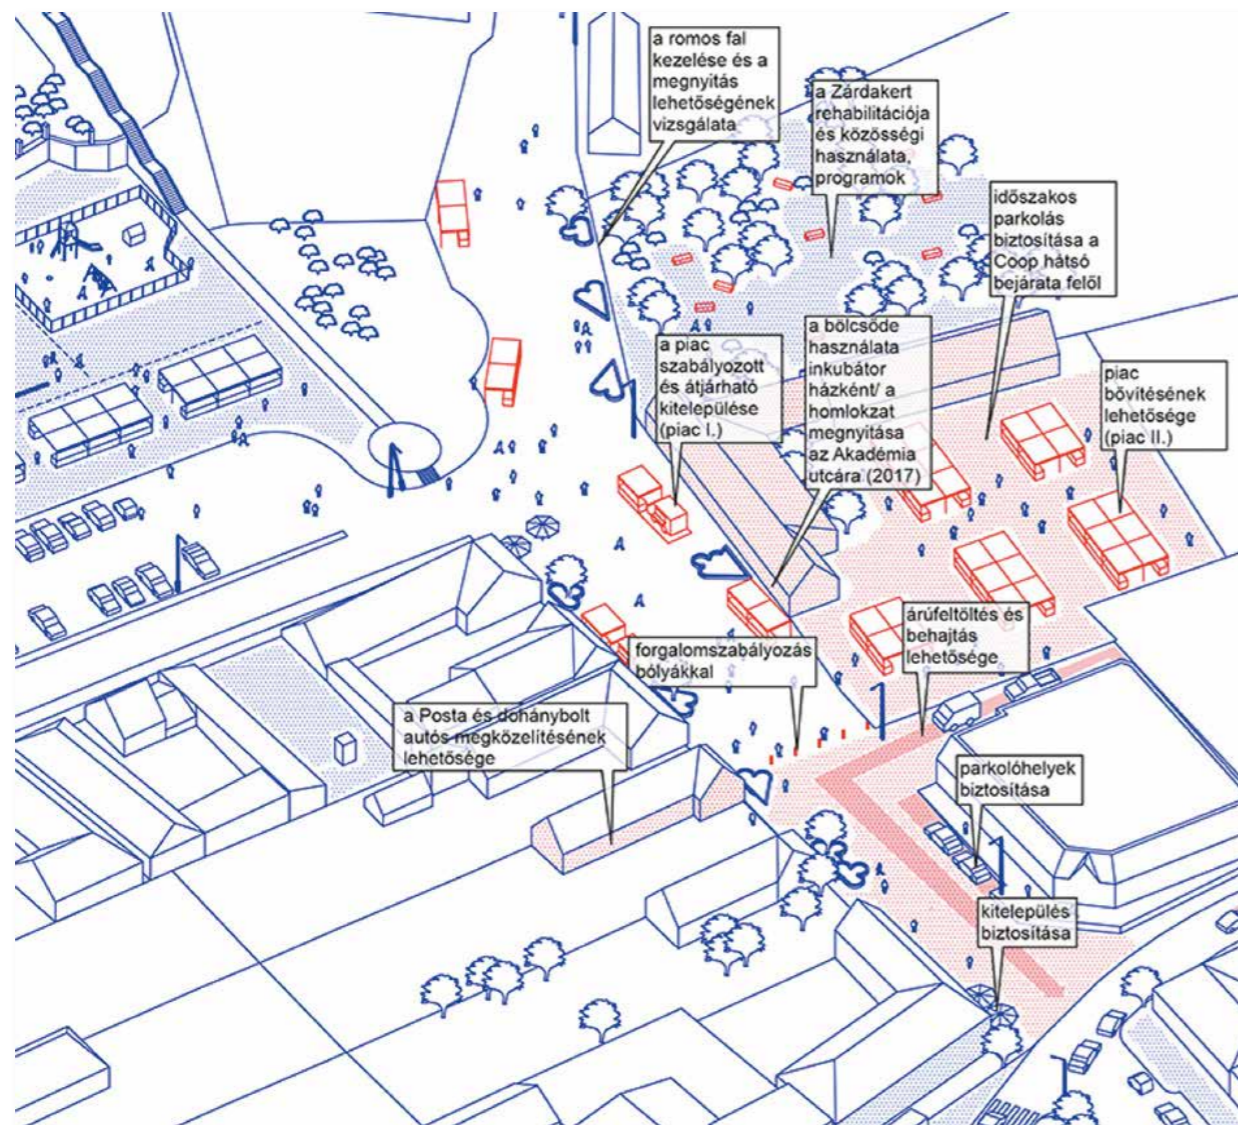 a romos fal
kezelése és a
megnyitás
lehetőségének
vizsgálata
a Zárdakert
rehabilitációja
és közösségi
használata,
programok
időszakos
parkolás
biztosítása a
Coop hátsó
bejárata felől
a piac
szabályozott
és átjárható
kitelepülése
(piac I.)
a bölcsőde
használata
inkubátor
házként/ a
homlokzat
megnyitása
az Akadémia
utcára (2017)
piac
bővítésének
lehetősége
(piac II.)
forgalomszabályozás
bólyákkal
árúfeltöltés és
behajtás
lehetősége
a Posta és dohánybolt
autós megközelítésének
lehetősége
parkolóhelyek
biztosítása
kitelepülés
biztosítása